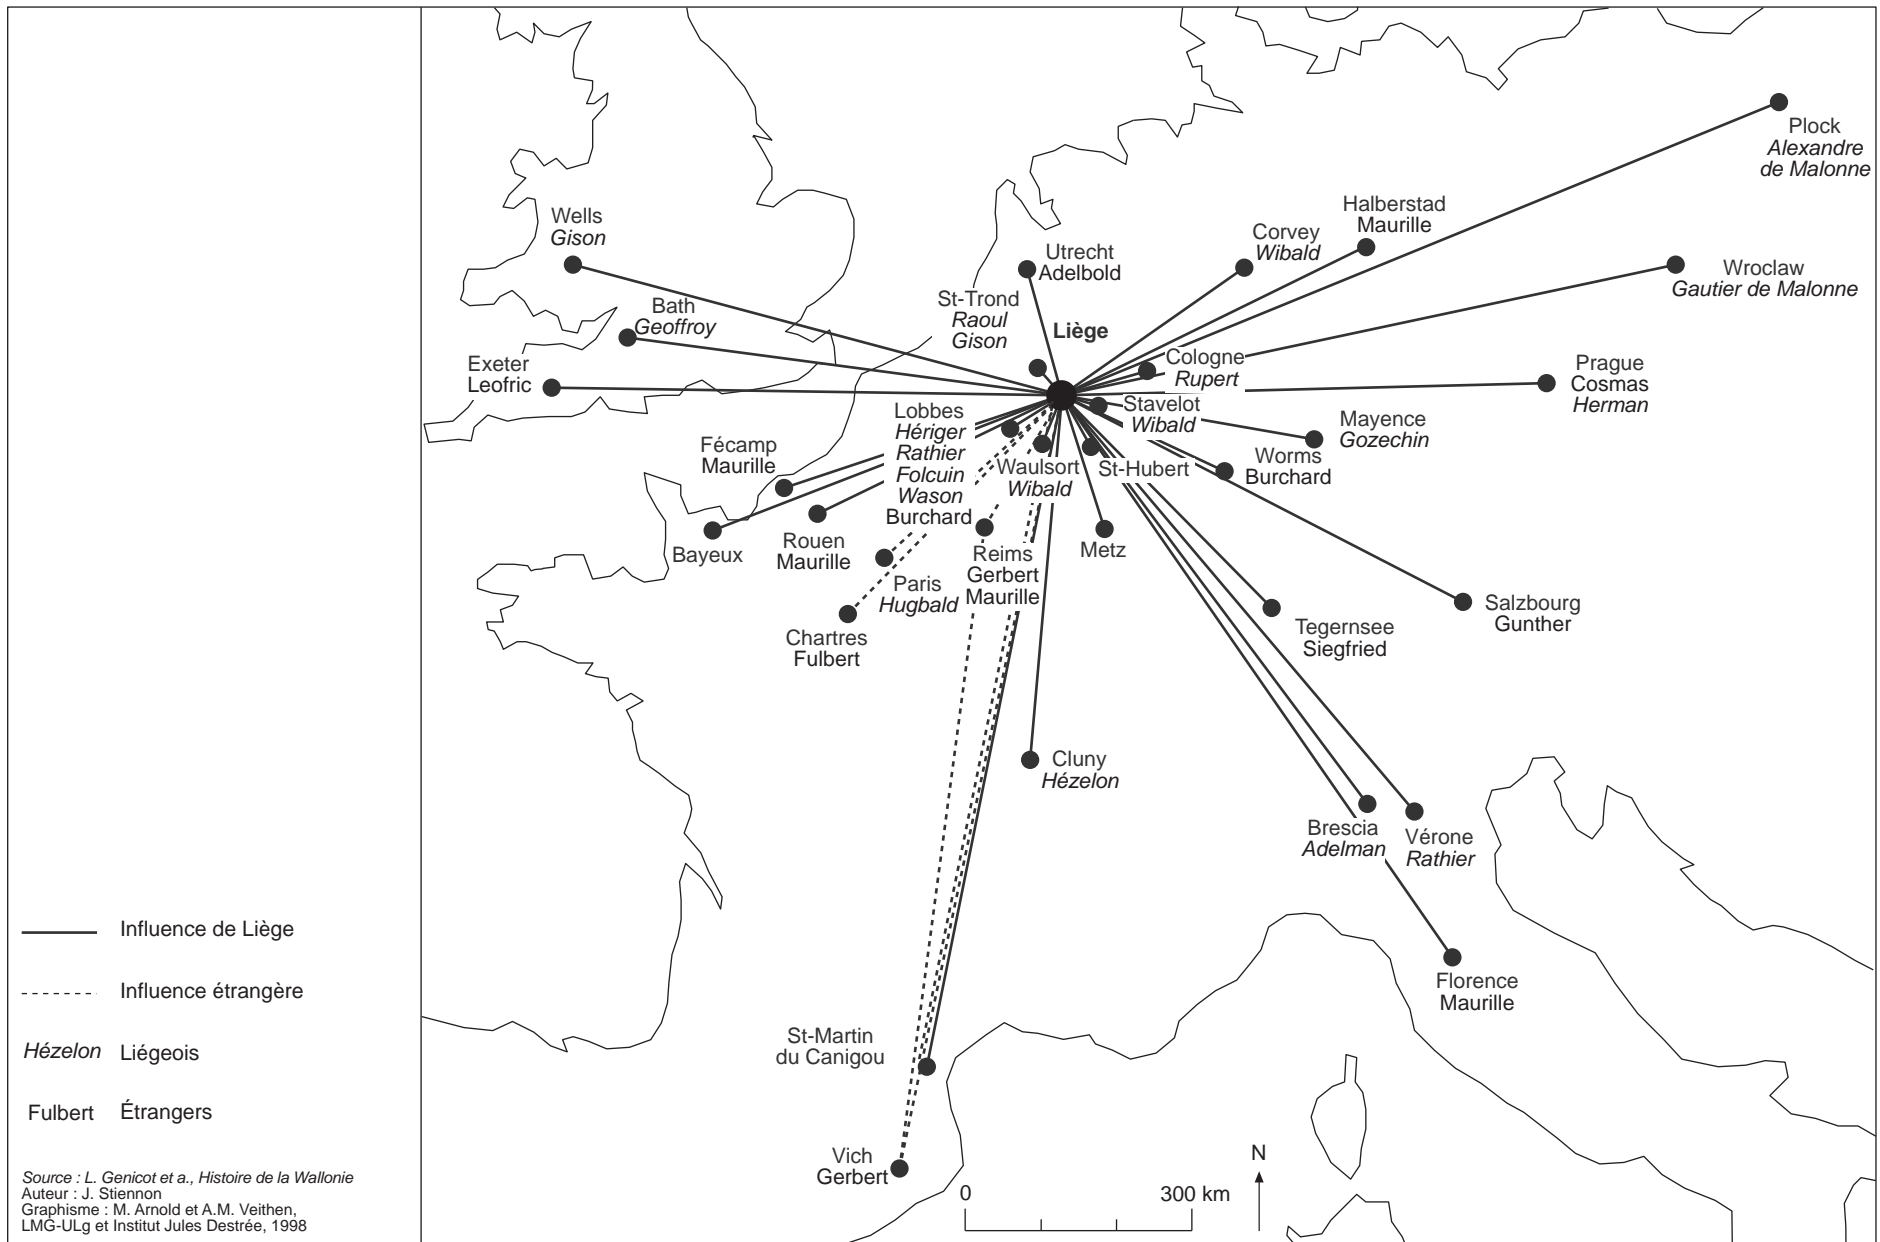 Plock
Alexandre
de Malonne
Halberstad
Maurille
Wells
Gison
Corvey
Wibald
Utrecht
Adelbold
Wroclaw
Gautier de Malonne
St-Trond
Raoul
Gison
Bath
Geoffroy
Liège
Exeter
Leofric
Cologne
Rupert
Prague
Cosmas
Herman
Lobbes
Hériger
Rathier
Folcuin
Wason
Burchard
Stavelot
Wibald
Mayence
Gozechin
Fécamp
Maurille
Waulsort
Wibald
St-Hubert
Worms
Burchard
Bayeux
Rouen
Maurille
Paris
Hugbald
Reims
Gerbert
Maurille
Metz
Chartres
Fulbert
Salzbourg
Gunther
Tegernsee
Siegfried
Cluny
Hézelon
Brescia
Adelman
Vérone
Rathier
Florence
Maurille
St-Martin
du Canigou
Vich
Gerbert
0 300 km
N
Influence de Liège
Influence étrangère
Hézelon Liégeois
Fulbert Étrangers
Source : L. Genicot et a., Histoire de la Wallonie
Auteur : J. Stiennon
Graphisme : M. Arnold et A.M. Veithen,
LMG-ULg et Institut Jules Destrée, 1998